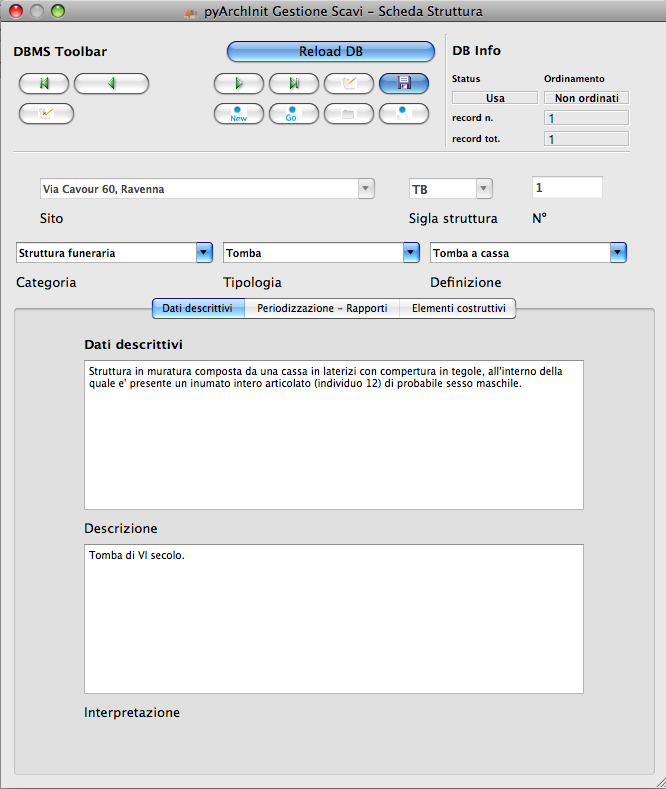 pyArchInit Gestione Scavi - Scheda Struttura
DBMS Toolbar
Reload DB
DB Info
Status
Ordinamento
Usa
Non ordinati
record n.
1
record tot.
1
New
Go
Via Cavour 60, Ravenna
TB
1
Sito
Sigla struttura
N°
Struttura funeraria
Tomba
Tomba a cassa
Categoria
Tipologia
Definizione
Dati descrittivi
Periodizzazione - Rapporti
Elementi costruttivi
Dati descrittivi
Struttura in muratura composta da una cassa in laterizi con compertura in tegole, all'interno della
quale e' presente un inumato intero articolato (individuo 12) di probabile sesso maschile.
Descrizione
Tomba di VI secolo.
Interpretazione